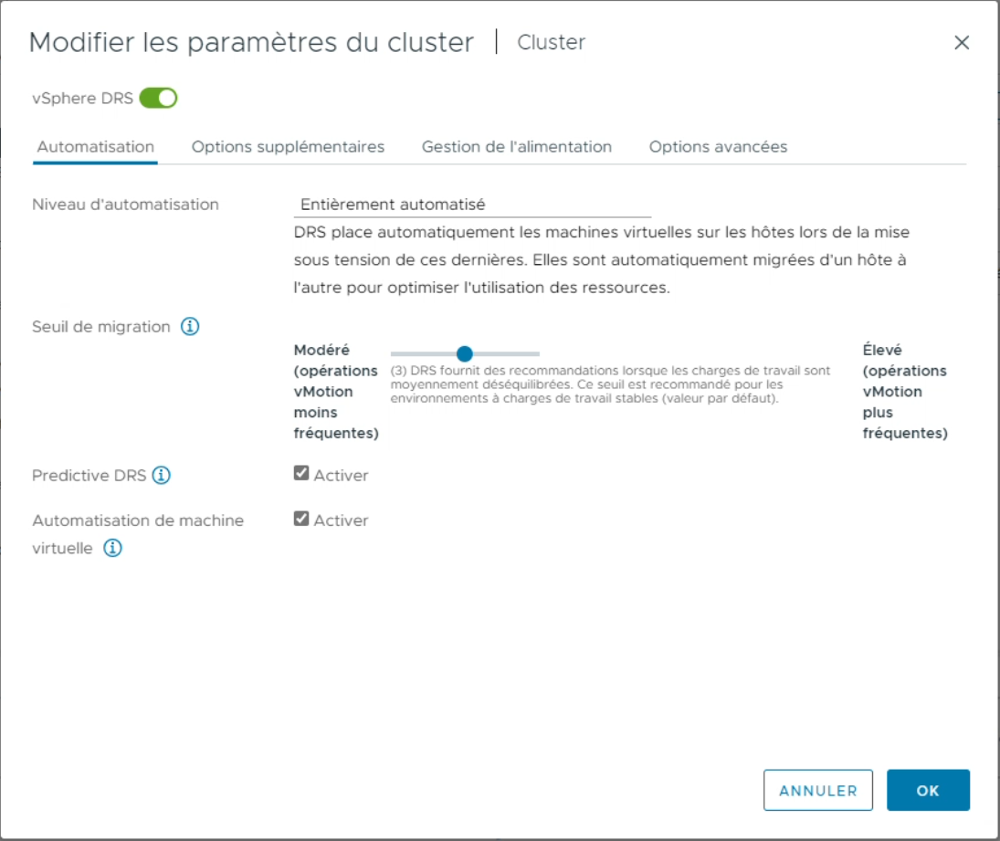 Modifier les paramètres du cluster | Cluster
vSphere DRS
Automatisation Options supplémentaires Gestion de l'alimentation Options avancées
Niveau d'automatisation
Entièrement automatisé
DRS place automatiquement les machines virtuelles sur les hôtes lors de la mise
sous tension de ces dernières. Elles sont automatiquement migrées d'un hôte à
l'autre pour optimiser l'utilisation des ressources.
Seuil de migration
Modéré
(opérations
vMotion
moins
fréquentes)
(3) DRS fournit des recommandations lorsque les charges de travail sont
moyennement déséquilibrées. Ce seuil est recommandé pour les
environnements à charges de travail stables (valeur par défaut).
Élevé
(opérations
vMotion
plus
fréquentes)
Predictive DRS
Activer
Automatisation de machine
virtuelle
Activer
ANNULER
OK